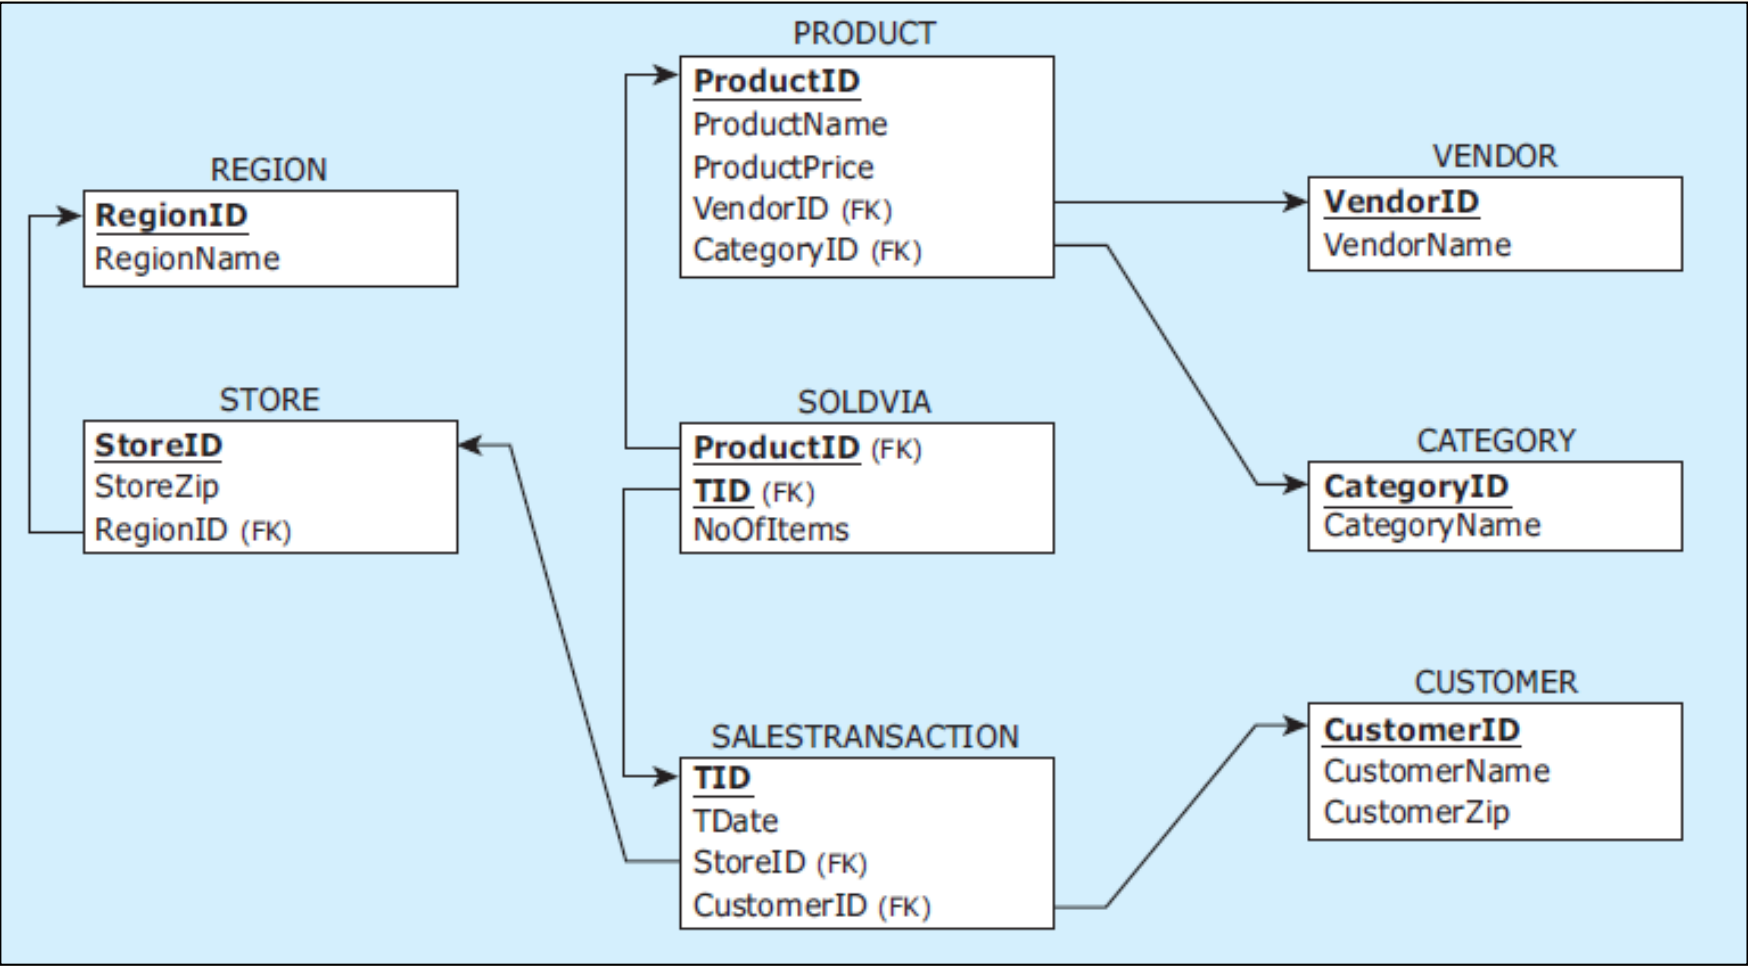 PRODUCT
ProductID
ProductName
ProductPrice
VendorID (FK)
CategoryID (FK)
REGION
RegionID
RegionName
VENDOR
VendorID
VendorName
STORE
StoreID
StoreZip
RegionID (FK)
SOLDVIA
ProductID (FK)
TID (FK)
NoOfItems
CATEGORY
CategoryID
CategoryName
SALESTRANSACTION
TID
TDate
StoreID (FK)
CustomerID (FK)
CUSTOMER
CustomerID
CustomerName
CustomerZip